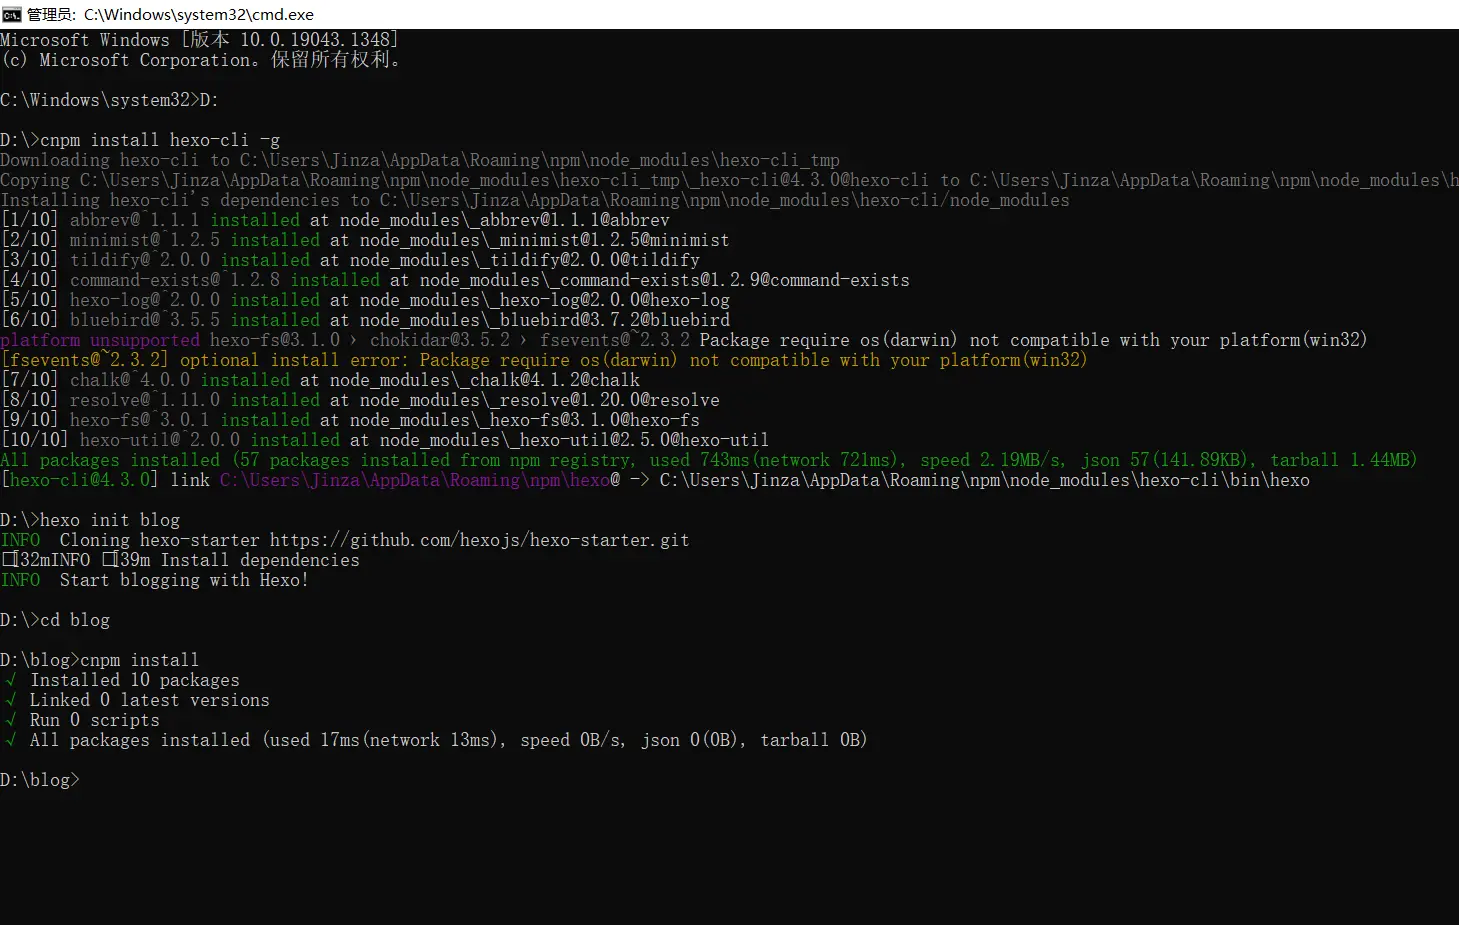 管理员: C:\Windows\system32\cmd.exe
Microsoft Windows [版本 10.0.19043.1348]
(c) Microsoft Corporation。保留所有权利。
C:\Windows\system32>D:
D:\>cnpm install hexo-cli -g
Downloading hexo-cli to C:\Users\Jinza\AppData\Roaming\npm\node_modules\hexo-cli_tmp
Copying C:\Users\Jinza\AppData\Roaming\npm\node_modules\hexo-cli_tmp\_hexo-cli@4.3.0@hexo-cli to C:\Users\Jinza\AppData\Roaming\npm\node_modules\h
Installing hexo-cli's dependencies to C:\Users\Jinza\AppData\Roaming\npm\node_modules\hexo-cli/node_modules
[1/10] abbrev@^1.1.1 installed at node_modules\_abbrev@1.1.1@abbrev
[2/10] minimist@^1.2.5 installed at node_modules\_minimist@1.2.5@minimist
[3/10] tildify@^2.0.0 installed at node_modules\_tildify@2.0.0@tildify
[4/10] command-exists@^1.2.8 installed at node_modules\_command-exists@1.2.9@command-exists
[5/10] hexo-log@^2.0.0 installed at node_modules\_hexo-log@2.0.0@hexo-log
[6/10] bluebird@^3.5.5 installed at node_modules\_bluebird@3.7.2@bluebird
platform unsupported hexo-fs@3.1.0 › chokidar@3.5.2 › fsevents@~2.3.2 Package require os(darwin) not compatible with your platform(win32)
[fsevents@~2.3.2] optional install error: Package require os(darwin) not compatible with your platform(win32)
[7/10] chalk@^4.0.0 installed at node_modules\_chalk@4.1.2@chalk
[8/10] resolve@^1.11.0 installed at node_modules\_resolve@1.20.0@resolve
[9/10] hexo-fs@^3.0.1 installed at node_modules\_hexo-fs@3.1.0@hexo-fs
[10/10] hexo-util@^2.0.0 installed at node_modules\_hexo-util@2.5.0@hexo-util
All packages installed (57 packages installed from npm registry, used 743ms(network 721ms), speed 2.19MB/s, json 57(141.89KB), tarball 1.44MB)
[hexo-cli@4.3.0] link C:\Users\Jinza\AppData\Roaming\npm\hexo@ -> C:\Users\Jinza\AppData\Roaming\npm\node_modules\hexo-cli\bin\hexo
D:\>hexo init blog
INFO  Cloning hexo-starter https://github.com/hexojs/hexo-starter.git
□[32mINFO □[39m Install dependencies
INFO  Start blogging with Hexo!
D:\>cd blog
D:\blog>cnpm install
√ Installed 10 packages
√ Linked 0 latest versions
√ Run 0 scripts
√ All packages installed (used 17ms(network 13ms), speed 0B/s, json 0(0B), tarball 0B)
D:\blog>